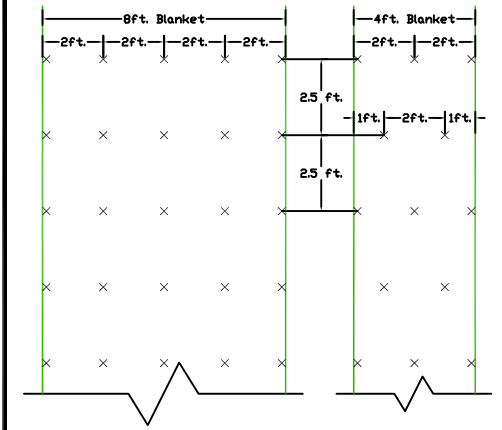 8ft. Blanket
4ft. Blanket
2ft. 2ft. 2ft. 2ft.
2ft. 2ft.
2.5 ft.
1ft. 2ft. 1ft.
2.5 ft.